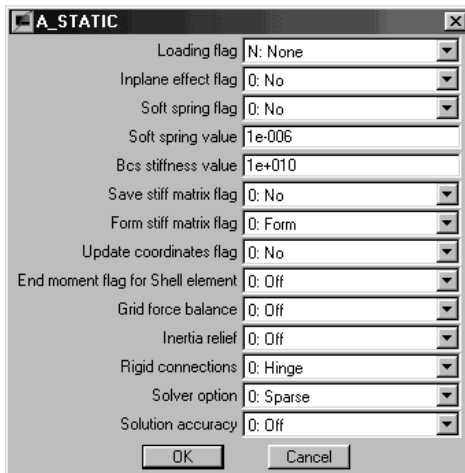 A_STATIC
Loading flag N: None
Inplane effect flag 0: No
Soft spring flag 0: No
Soft spring value 1e-006
Bcs stiffness value 1e+010
Save stiff matrix flag 0: No
Form stiff matrix flag 0: Form
Update coordinates flag 0: No
End moment flag for Shell element 0: Off
Grid force balance 0: Off
Inertia relief 0: Off
Rigid connections 0: Hinge
Solver option 0: Sparse
Solution accuracy 0: Off
OK Cancel